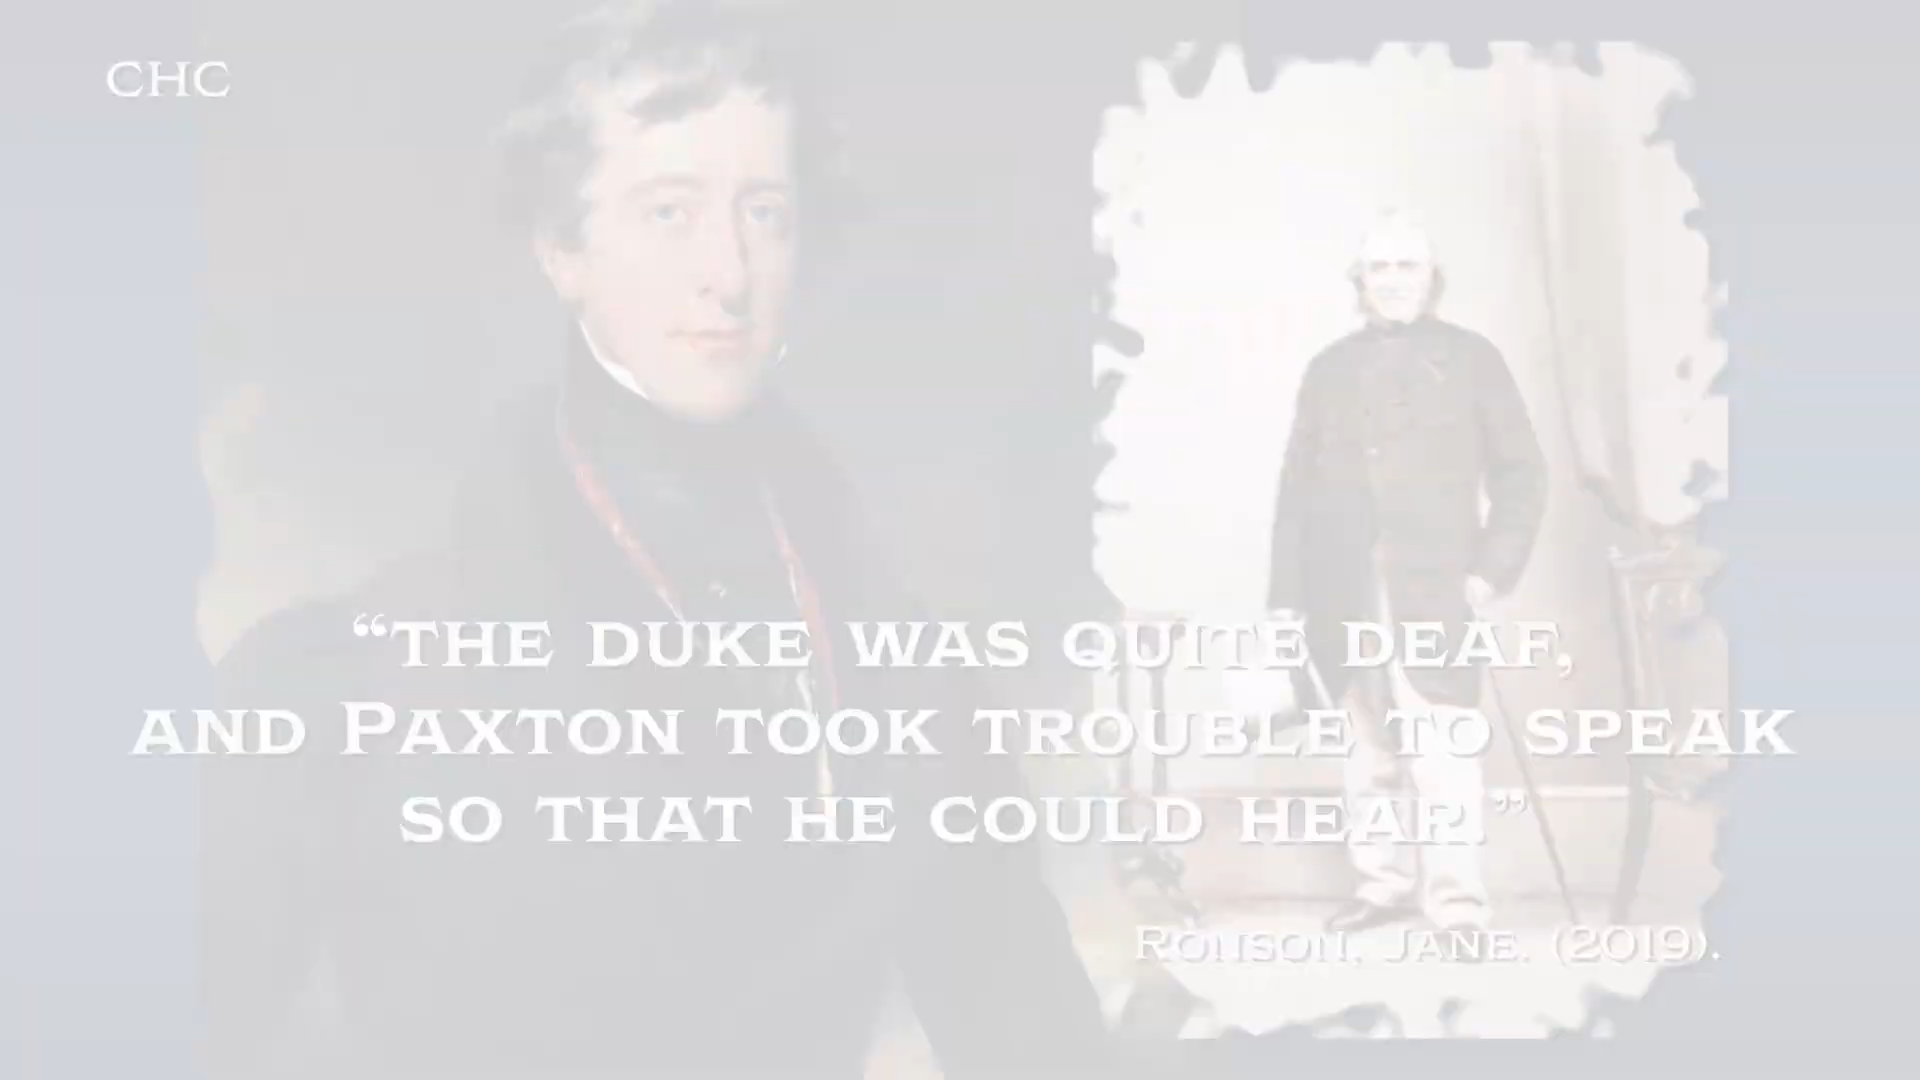 CHC
“THE DUKE WAS QUITE DEAF,
AND PAXTON TOOK TROUBLE TO SPEAK
SO THAT HE COULD HEAR.”
RONSON, JANE. (2019).